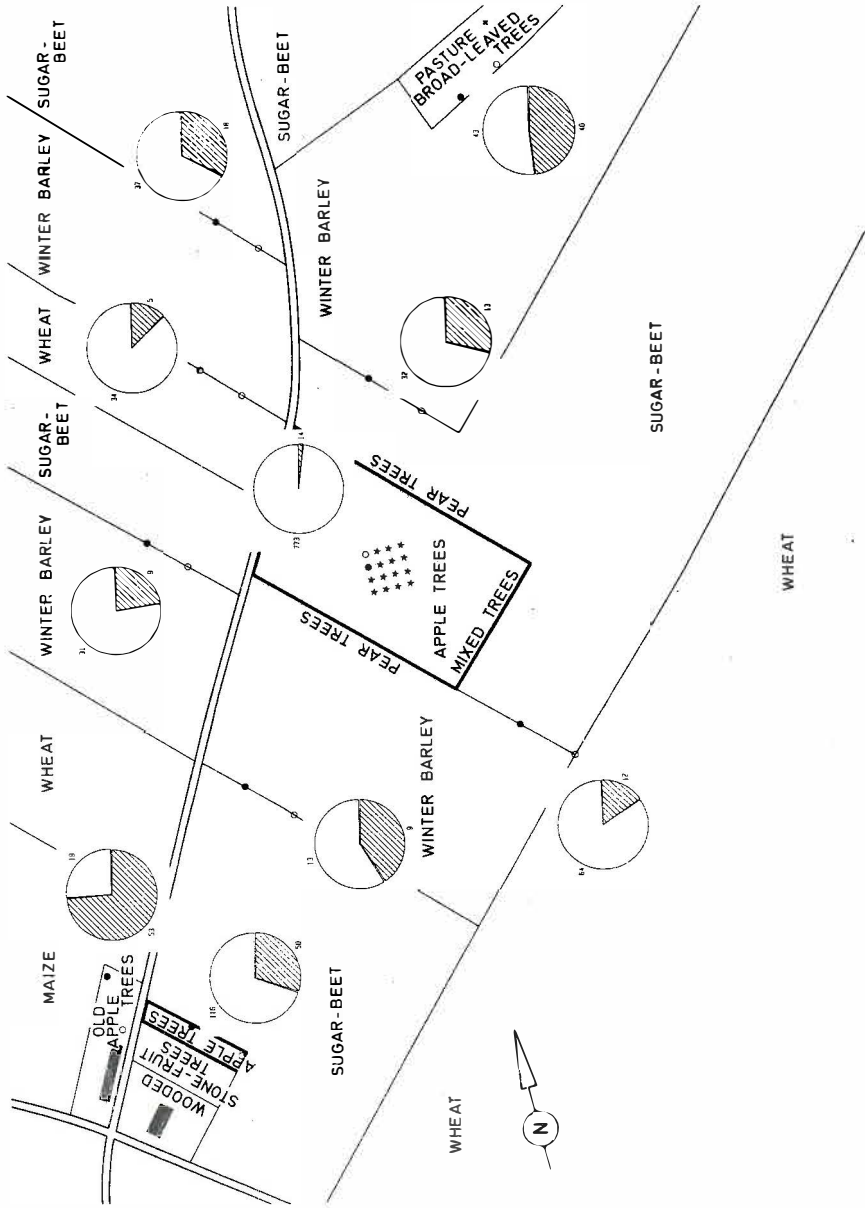 SUGAR-
BEET
WINTER BARLEY
WHEAT
SUGAR-
BEET
WINTER BARLEY
WHEAT
MAIZE
SUGAR-BEET
PASTURE
BROAD-LEAVED
TREES
37
18
34
5
31
9
19
53
OLD
APPLE
TREES
WOODED
STONE-FRUIT
TREES
APPLE TREES
116
50
SUGAR-BEET
13
9
WINTER BARLEY
773
14
PEAR TREES
APPLE TREES
PEAR TREES
MIXED TREES
WINTER BARLEY
32
13
43
40
SUGAR-BEET
64
12
WHEAT
WHEAT
N